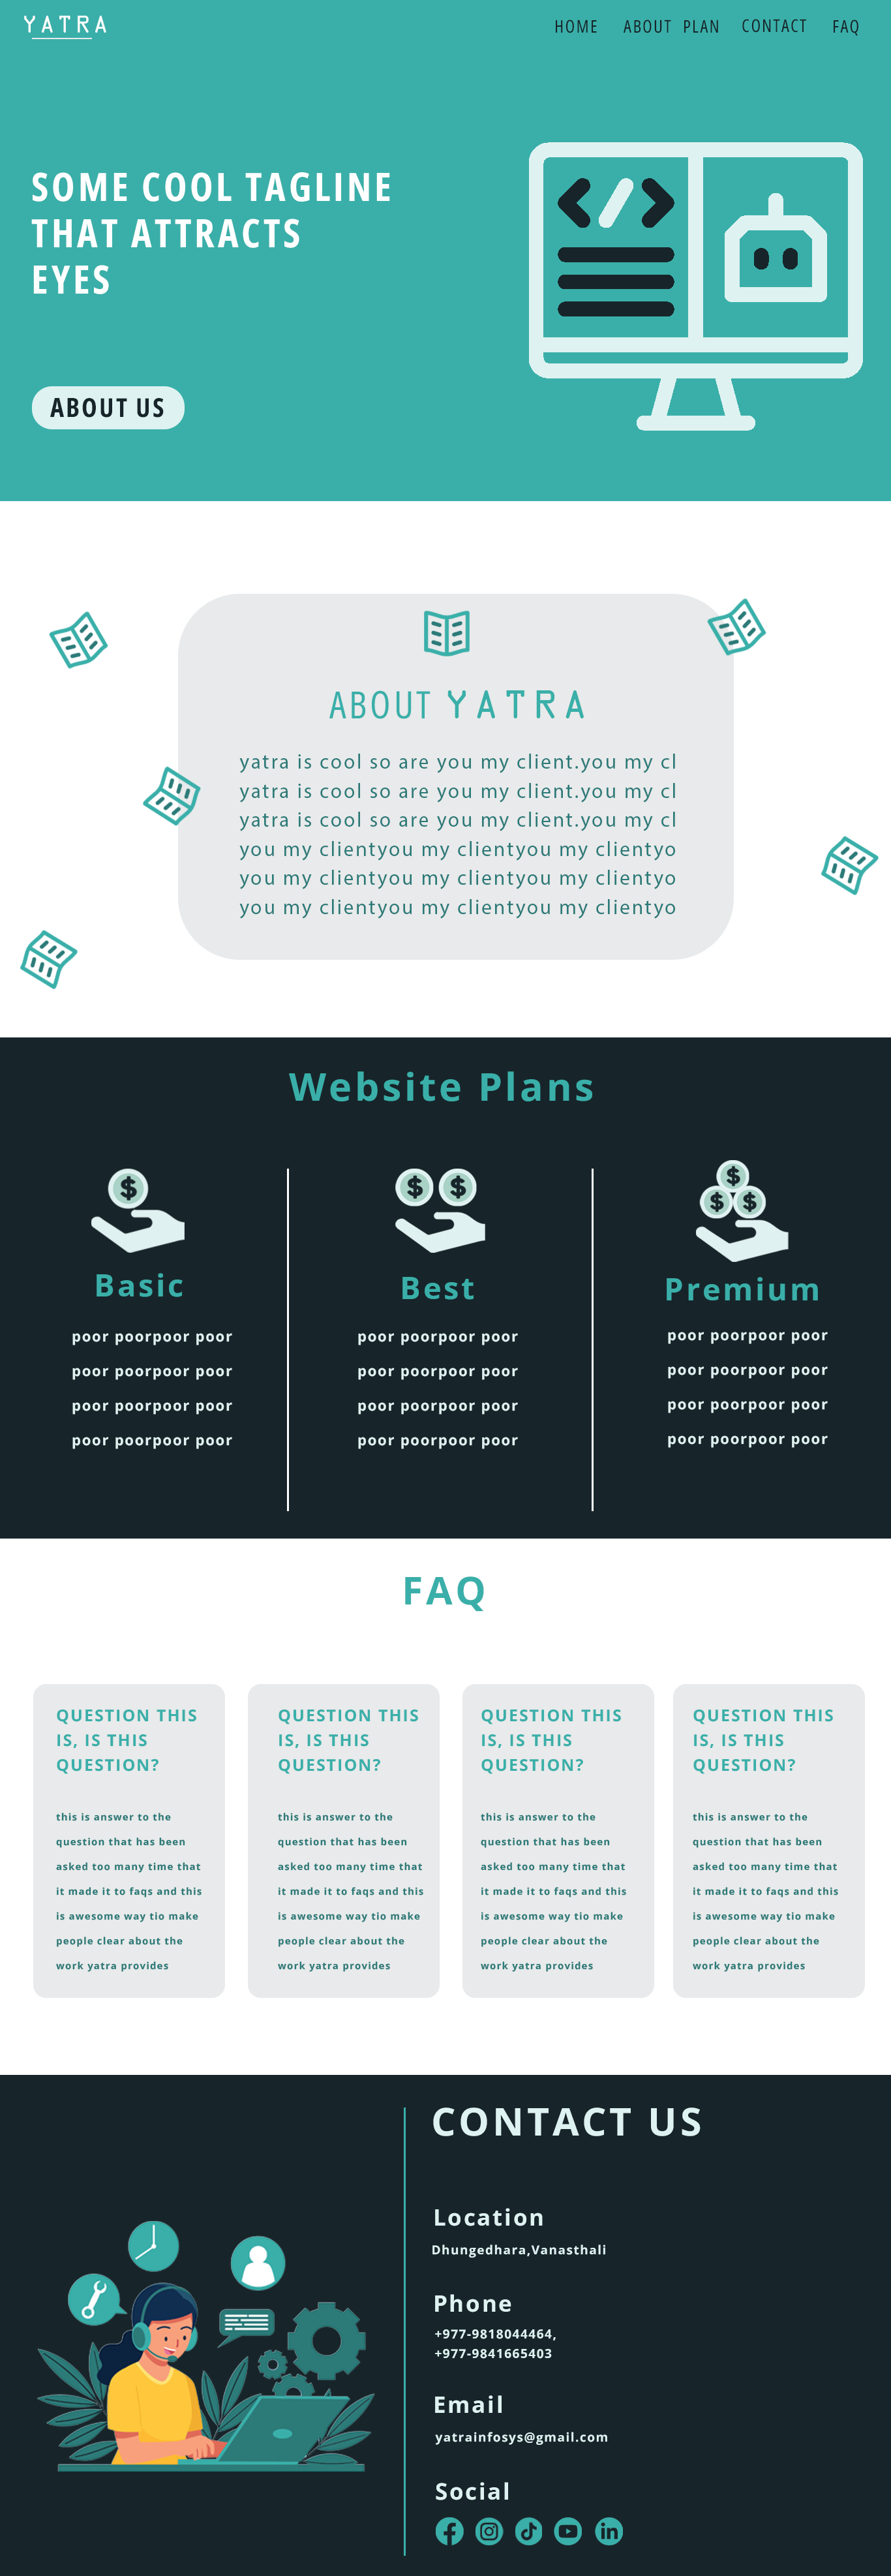 YATRA
HOME ABOUT PLAN CONTACT FAQ
SOME COOL TAGLINE
THAT ATTRACTS
EYES
ABOUT US
ABOUT YATRA
yatra is cool so are you my client.you my cl
yatra is cool so are you my client.you my cl
yatra is cool so are you my client.you my cl
you my clientyou my clientyou my clientyo
you my clientyou my clientyou my clientyo
you my clientyou my clientyou my clientyo
Website Plans
$
Basic
poor poorpoor poor
poor poorpoor poor
poor poorpoor poor
poor poorpoor poor
$ $
Best
poor poorpoor poor
poor poorpoor poor
poor poorpoor poor
poor poorpoor poor
$
$ $
Premium
poor poorpoor poor
poor poorpoor poor
poor poorpoor poor
poor poorpoor poor
FAQ
QUESTION THIS
IS, IS THIS
QUESTION?
this is answer to the
question that has been
asked too many time that
it made it to faqs and this
is awesome way tio make
people clear about the
work yatra provides
QUESTION THIS
IS, IS THIS
QUESTION?
this is answer to the
question that has been
asked too many time that
it made it to faqs and this
is awesome way tio make
people clear about the
work yatra provides
QUESTION THIS
IS, IS THIS
QUESTION?
this is answer to the
question that has been
asked too many time that
it made it to faqs and this
is awesome way tio make
people clear about the
work yatra provides
QUESTION THIS
IS, IS THIS
QUESTION?
this is answer to the
question that has been
asked too many time that
it made it to faqs and this
is awesome way tio make
people clear about the
work yatra provides
CONTACT US
Location
Dhungedhara,Vanasthali
Phone
+977-9818044464,
+977-9841665403
Email
yatrainfosys@gmail.com
Social